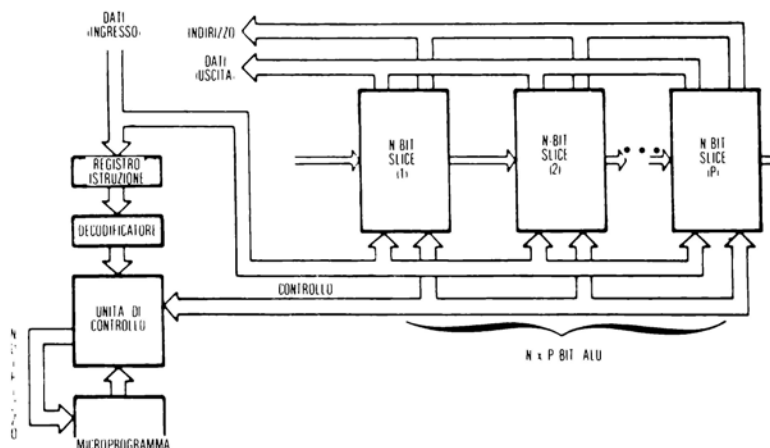 DATI
(INGRESSO)
INDIRIZZO
DATI
(USCITA)
N BIT
SLICE
(1)
N-BIT
SLICE
(2)
N BIT
SLICE
(P)
REGISTRO
ISTRUZIONE
DECODIFICATORE
UNITA DI
CONTROLLO
CONTROLLO
N x P BIT ALU
MICROPROGRAMMA